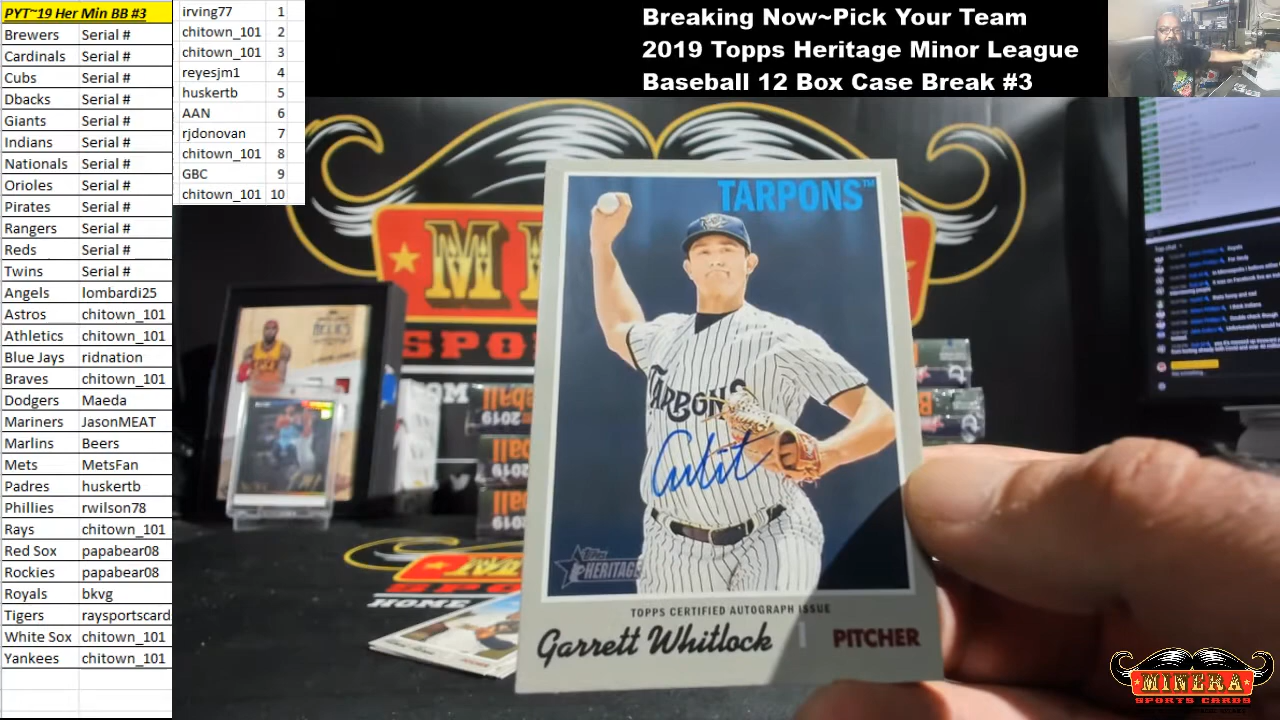 PYT~19 Her Min BB #3
Brewers Serial #
Cardinals Serial #
Cubs Serial #
Dbacks Serial #
Giants Serial #
Indians Serial #
Nationals Serial #
Orioles Serial #
Pirates Serial #
Rangers Serial #
Reds Serial #
Twins Serial #
Angels lombardi25
Astros chitown_101
Athletics chitown_101
Blue Jays ridnation
Braves chitown_101
Dodgers Maeda
Mariners JasonMEAT
Marlins Beers
Mets MetsFan
Padres huskertb
Phillies rwilson78
Rays chitown_101
Red Sox papabear08
Rockies papabear08
Royals bkvg
Tigers raysportscard
White Sox chitown_101
Yankees chitown_101
irving77 1
chitown_101 2
chitown_101 3
reyesjm1 4
huskertb 5
AAN 6
rjdonovan 7
chitown_101 8
GBC 9
chitown_101 10
Breaking Now~Pick Your Team
2019 Topps Heritage Minor League
Baseball 12 Box Case Break #3
TARPONS™
TARPONS
Topps
HERITAGE
TOPPS CERTIFIED AUTOGRAPH ISSUE
Garrett Whitlock PITCHER
MINERA
SPORTS CARDS